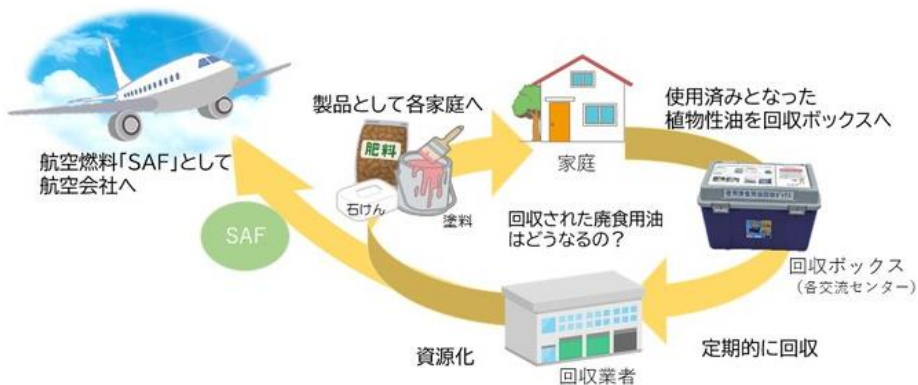 製品として各家庭へ
使用済みとなった
植物性油を回収ボックスへ
航空燃料「SAF」として
航空会社へ
肥料
石けん
塗料
家庭
SAF
回収された廃食用油
はどうなるの？
回収ボックス
(各交流センター)
資源化
回収業者
定期的に回収